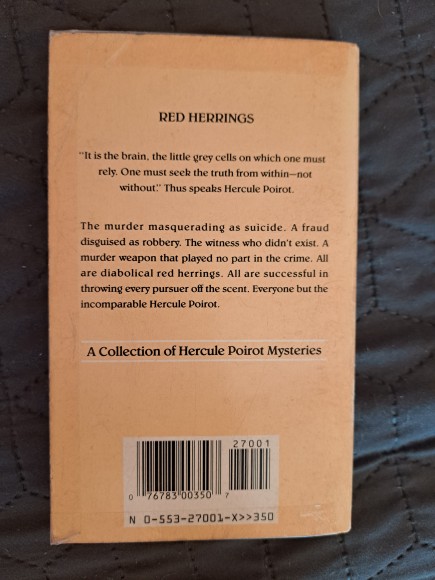 RED HERRINGS
"It is the brain, the little grey cells on which one must
rely. One must seek the truth from within—not
without." Thus speaks Hercule Poirot.
The murder masquerading as suicide. A fraud
disguised as robbery. The witness who didn't exist. A
murder weapon that played no part in the crime. All
are diabolical red herrings. All are successful in
throwing every pursuer off the scent. Everyone but the
incomparable Hercule Poirot.
A Collection of Hercule Poirot Mysteries
27001
0 76783 00350 7
N 0-553-27001-X>>350